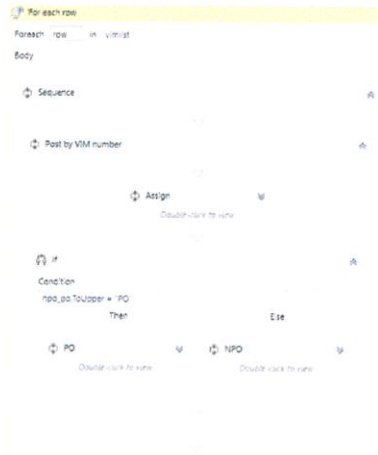 For each row
Foreach row in vimlist
Body
Sequence
Post by VIM number
Assign
Double-click to view
If
Condition
npo_po.ToUpper = "PO
Then Else
PO NPO
Double-click to view Double-click to view